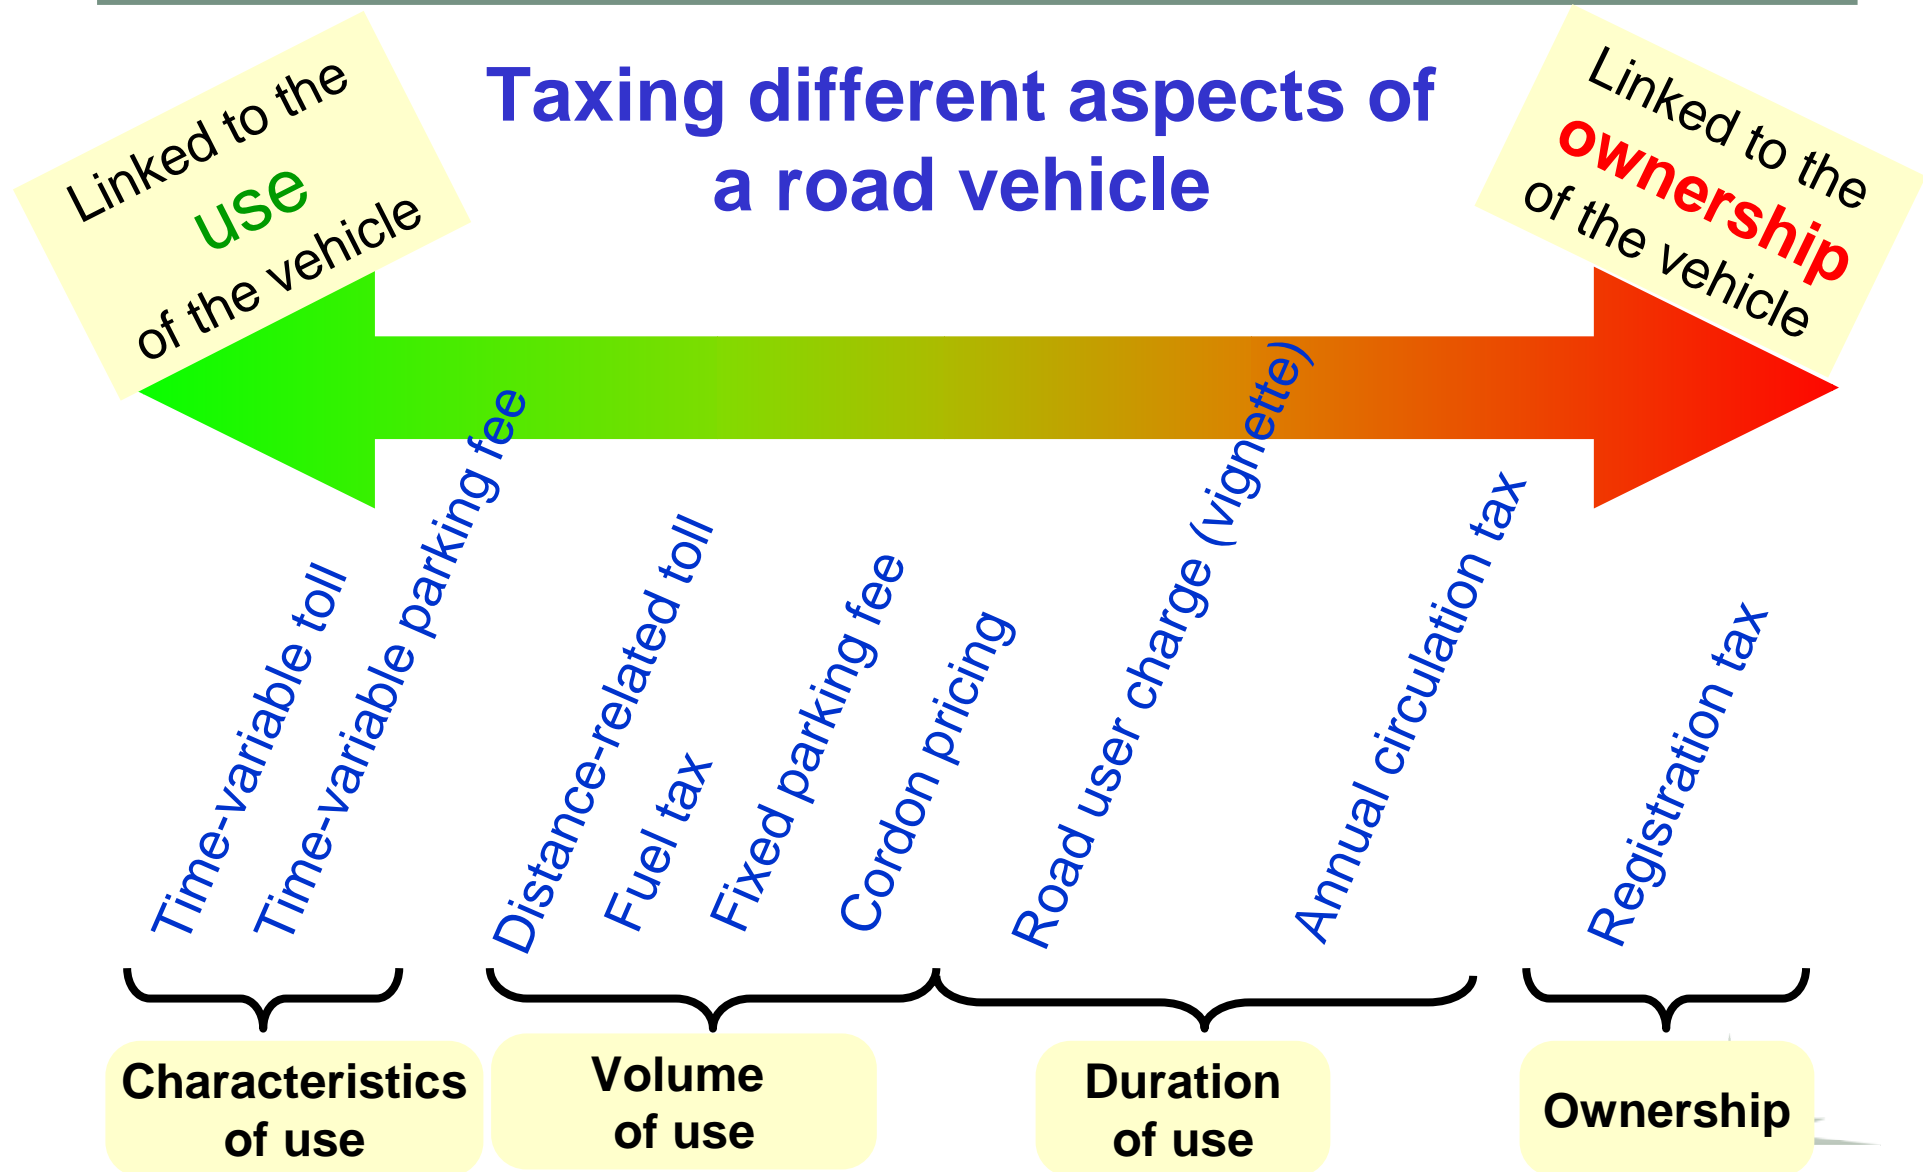 Taxing different aspects of
a road vehicle
Linked to the
use
of the vehicle
Linked to the
ownership
of the vehicle
Time-variable toll
Time-variable parking fee
Distance-related toll
Fuel tax
Fixed parking fee
Cordon pricing
Road user charge (vignette)
Annual circulation tax
Registration tax
Characteristics
of use
Volume
of use
Duration
of use
Ownership